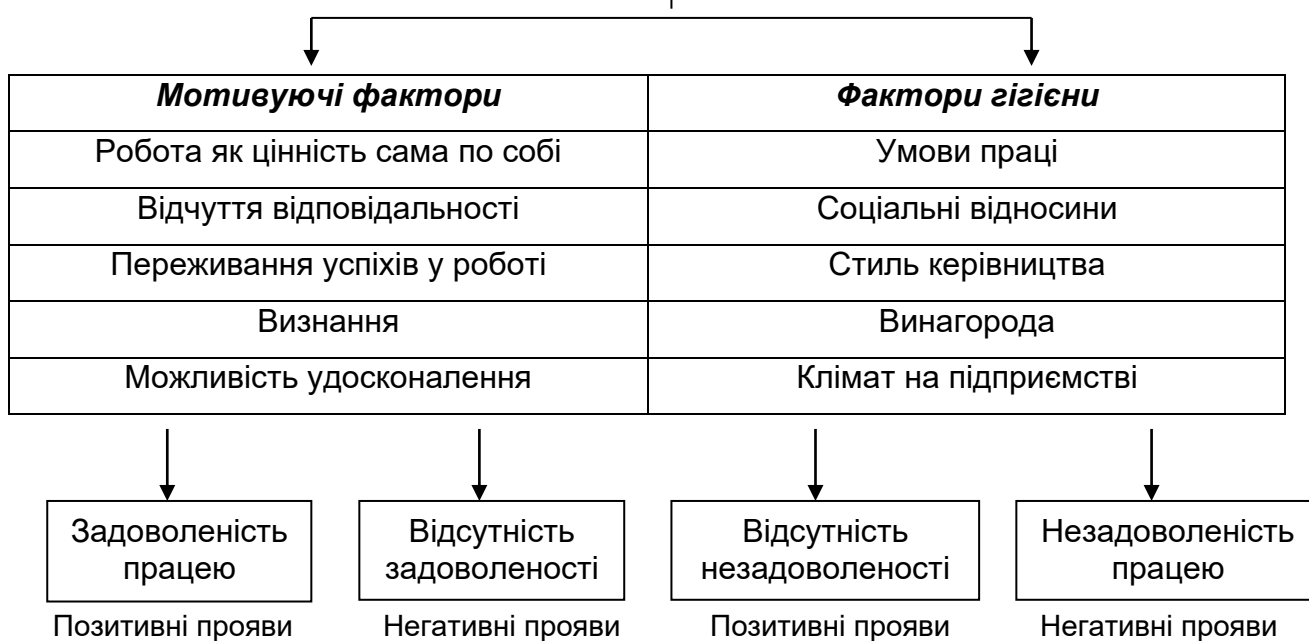 Мотивуючі фактори Фактори гігієни
Робота як цінність сама по собі Умови праці
Відчуття відповідальності Соціальні відносини
Переживання успіхів у роботі Стиль керівництва
Визнання Винагорода
Можливість удосконалення Клімат на підприємстві
Задоволеність
працею
Відсутність
задоволеності
Відсутність
незадоволеності
Незадоволеність
працею
Позитивні прояви Негативні прояви Позитивні прояви Негативні прояви